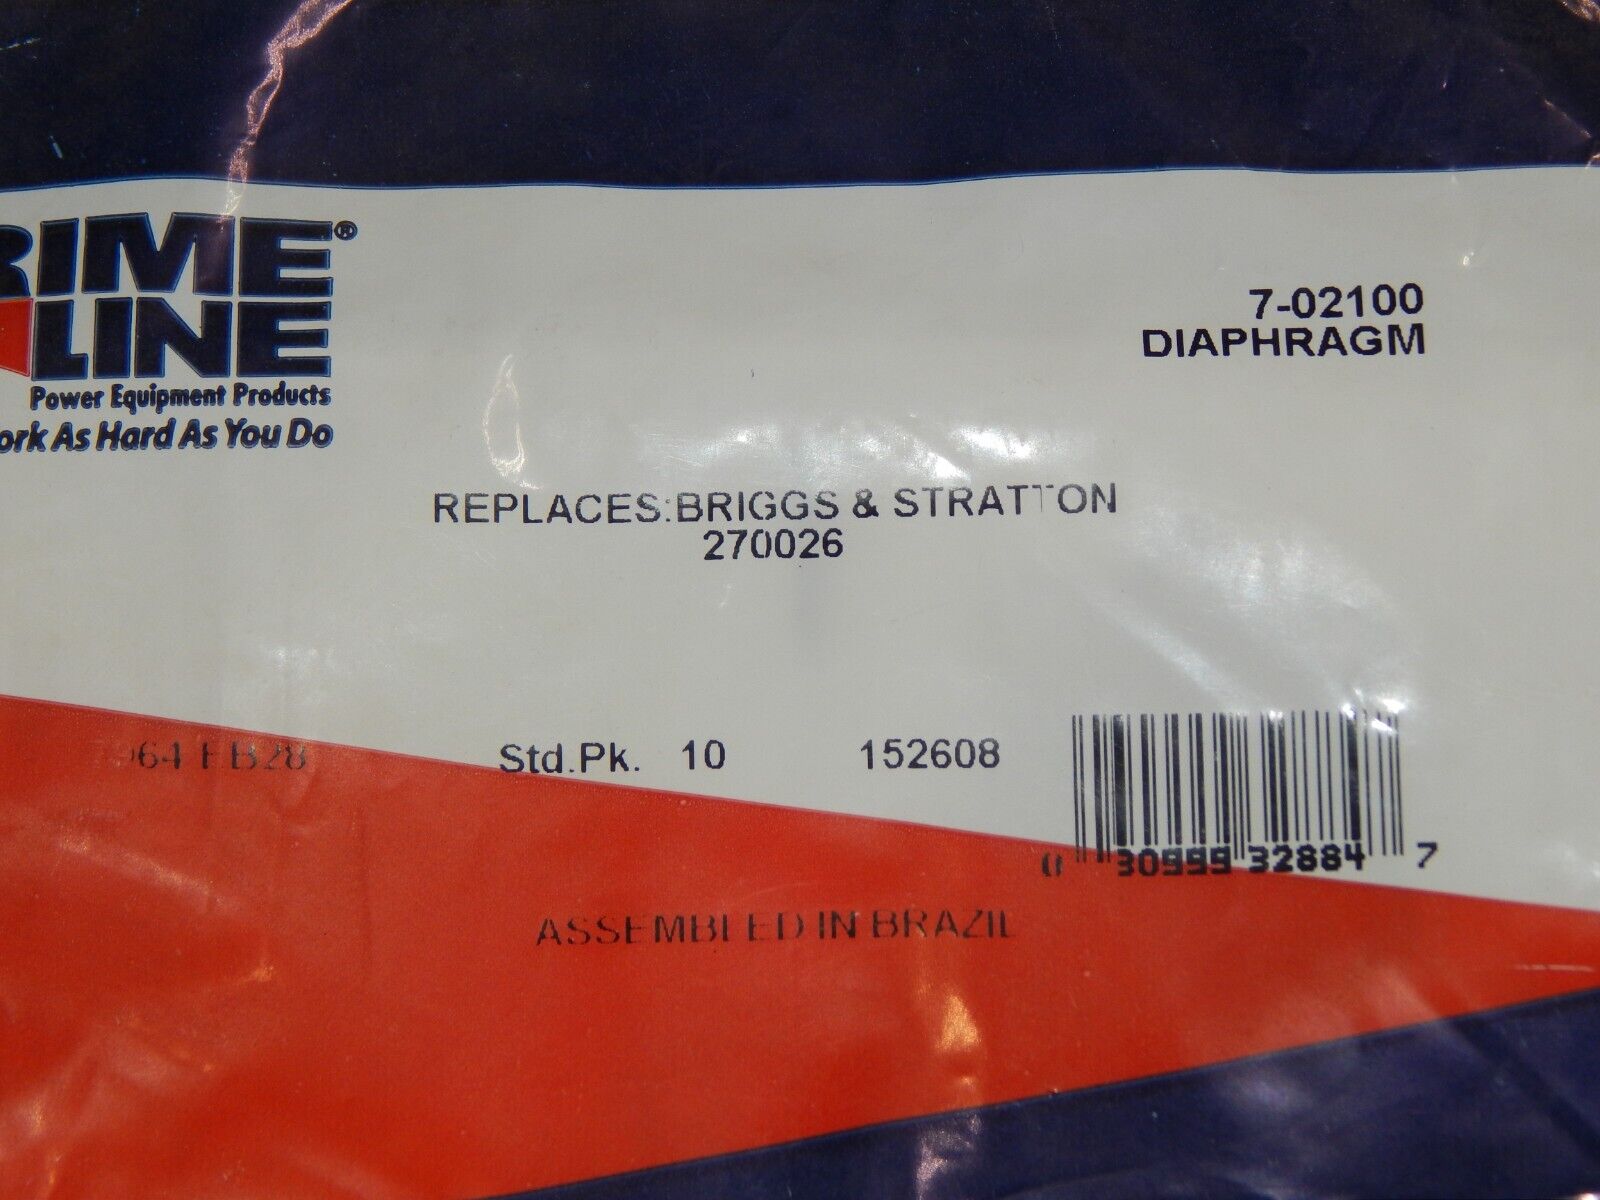 RIME®
LINE
Power Equipment Products
ork As Hard As You Do
7-02100
DIAPHRAGM
REPLACES:BRIGGS & STRATTON
270026
Std.Pk. 10 152608
0 30999 32884 7
ASSEMBLED IN BRAZIL